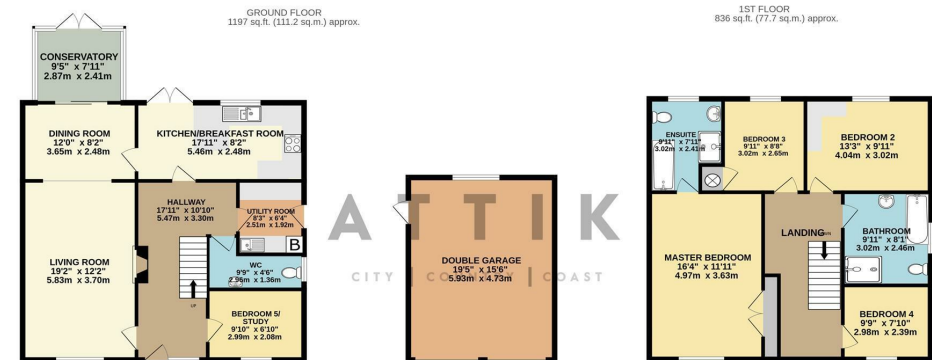 GROUND FLOOR
1197 sq.ft. (111.2 sq.m.) approx.
CONSERVATORY
9'5" x 7'11"
2.87m x 2.41m
DINING ROOM
12'0" x 8'2"
3.65m x 2.48m
KITCHEN/BREAKFAST ROOM
17'11" x 8'2"
5.46m x 2.48m
HALLWAY
17'11" x 10'10"
5.47m x 3.30m
UTILITY ROOM
8'3" x 6'4"
2.51m x 1.92m
B
LIVING ROOM
19'2" x 12'2"
5.83m x 3.70m
WC
9'9" x 4'6"
x 1.36m
UP
BEDROOM 5/
STUDY
9'10" x 6'10"
2.99m x 2.08m
DOUBLE GARAGE
19'5" x 15'6"
5.93m x 4.73m
ATTIK
CITY | COUNTY | COAST
1ST FLOOR
836 sq.ft. (77.7 sq.m.) approx.
ENSUITE
9'11" x 7'11"
3.02m x 2.41m
BEDROOM 3
9'11" x 8'8"
3.02m x 2.65m
BEDROOM 2
13'3" x 9'11"
4.04m x 3.02m
LANDING
BATHROOM
9'11" x 8'1"
3.02m x 2.46m
MASTER BEDROOM
16'4" x 11'11"
4.97m x 3.63m
BEDROOM 4
9'9" x 7'10"
2.98m x 2.39m